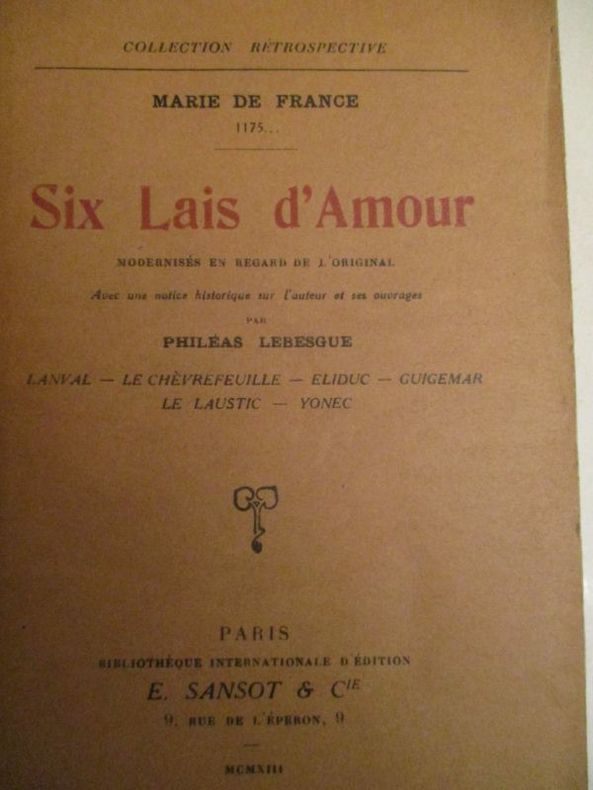 COLLECTION RÉTROSPECTIVE
MARIE DE FRANCE
1175...
Six Lais d'Amour
MODERNISÉS EN REGARD DE L'ORIGINAL
Avec une notice historique sur l'auteur et ses ouvrages
PAR
PHILÉAS LEBESGUE
LANVAL — LE CHÈVREFEUILLE — ELIDUC — GUIGEMAR
LE LAUSTIC — YONEC
PARIS
BIBLIOTHÈQUE INTERNATIONALE D'ÉDITION
E. SANSOT & CIE
9, RUE DE L'ÉPERON, 9
MCMXIII